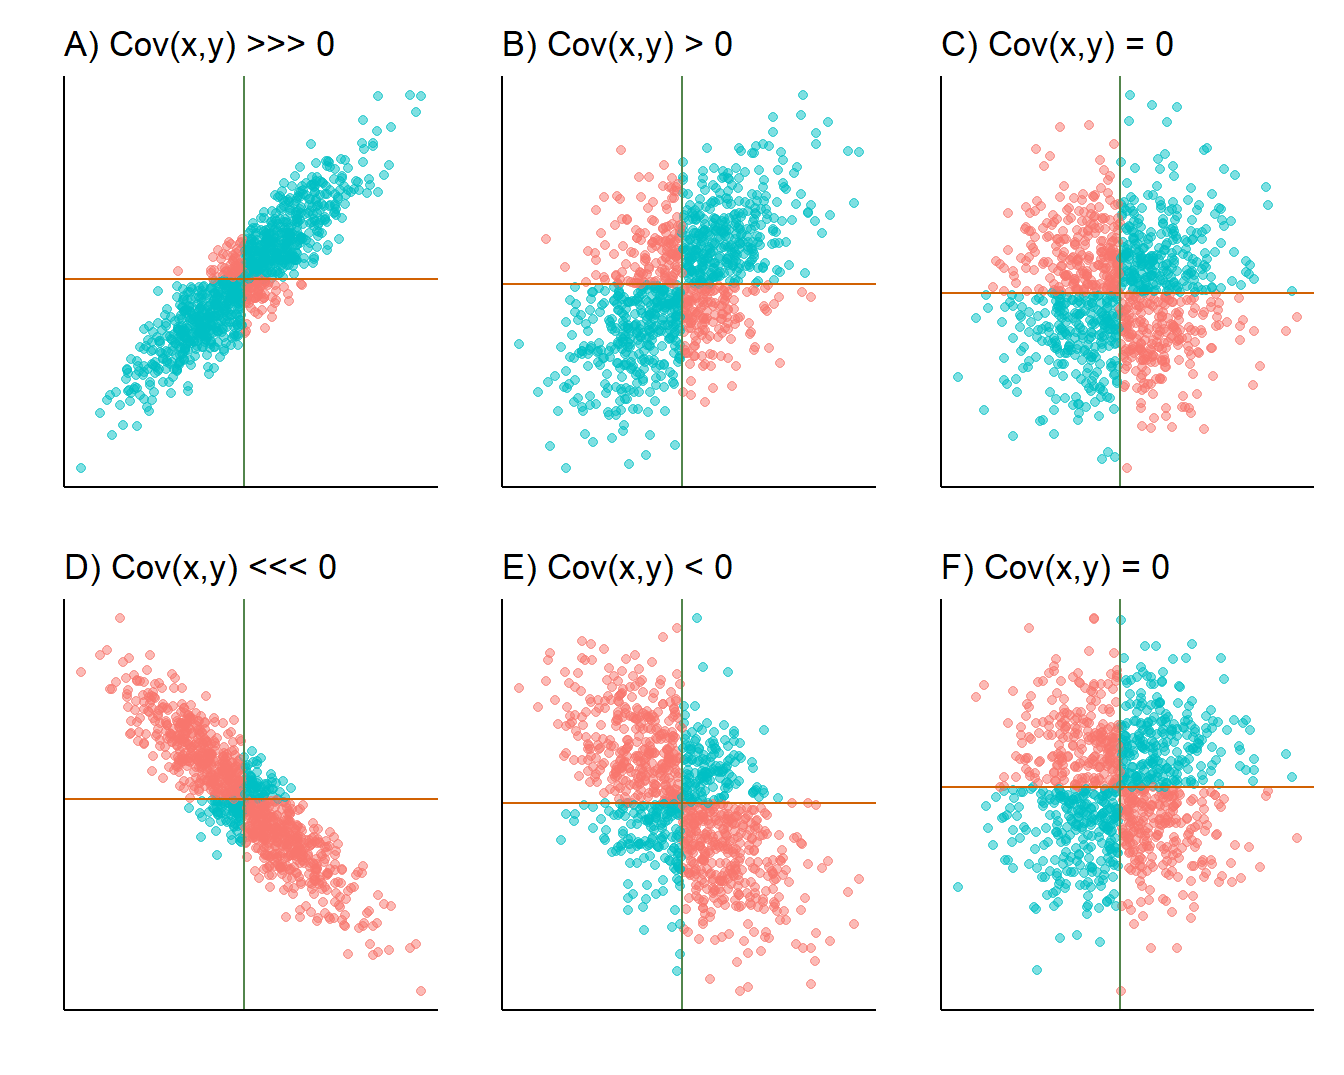 A) Cov(x,y) >>> 0
B) Cov(x,y) > 0
C) Cov(x,y) = 0
D) Cov(x,y) <<< 0
E) Cov(x,y) < 0
F) Cov(x,y) = 0